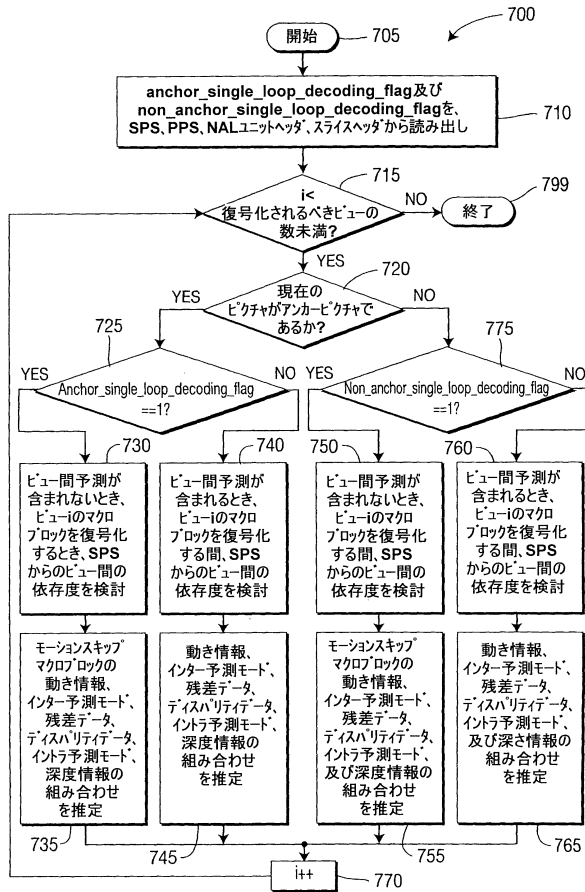 700
開始
705
anchor_single_loop_decoding_flag及び
non_anchor_single_loop_decoding_flagを、
SPS、PPS、NALユニットヘッダ、スライスヘッダから読み出し
710
715
i<
復号化されるべきビューの
数未満?
NO
799
終了
YES
720
現在の
ピクチャがアンカーピクチャで
あるか?
YES
NO
725
775
YES
Anchor_single_loop_decoding_flag
==1?
NO
YES
Non_anchor_single_loop_decoding_flag
==1?
NO
730
740
750
760
ビュー間予測が
含まれないとき、
ビューiのマクロ
ブロックを復号化
するとき、SPS
からのビュー間の
依存度を検討
ビュー間予測が
含まれるとき、
ビューiのマクロ
ブロックを復号化
する間、SPS
からのビュー間の
依存度を検討
ビュー間予測が
含まれないとき、
ビューiのマクロ
ブロックを復号化
する間、SPS
からのビュー間の
依存度を検討
ビュー間予測が
含まれるとき、
ビューiのマクロ
ブロックを復号化
する間、SPS
からのビュー間の
依存度を検討
モーションスキップ
マクロブロックの
動き情報、
インター予測モード、
残差データ、
ディスパリティデータ、
イントラ予測モード、
深度情報の
組み合わせ
を推定
動き情報、
インター予測モード、
残差データ、
ディスパリティデータ、
イントラ予測モード、
深度情報の
組み合わせ
を推定
モーションスキップ
マクロブロックの
動き情報、
インター予測モード、
残差データ、
ディスパリティデータ、
イントラ予測モード、
及び深度情報の
組み合わせ
を推定
動き情報、
インター予測モード、
残差データ、
ディスパリティデータ、
イントラ予測モード、
及び深さ情報の
組み合わせ
を推定
735
745
755
765
i++
770